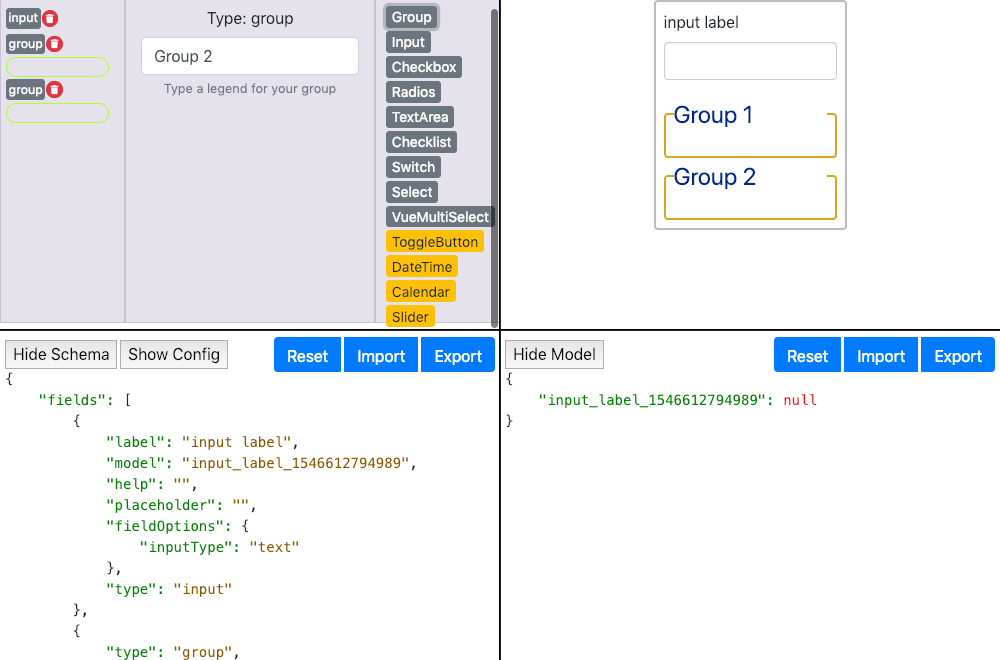 input
group
group
Type: group
Group 2
Type a legend for your group
Group
Input
Checkbox
Radios
TextArea
Checklist
Switch
Select
VueMultiSelect
ToggleButton
DateTime
Calendar
Slider
input label
Group 1
Group 2
Hide Schema Show Config Reset Import Export
{
    "fields": [
        {
            "label": "input label",
            "model": "input_label_1546612794989",
            "help": "",
            "placeholder": "",
            "fieldOptions": {
                "inputType": "text"
            },
            "type": "input"
        },
        {
            "type": "group",
Hide Model Reset Import Export
{
    "input_label_1546612794989": null
}